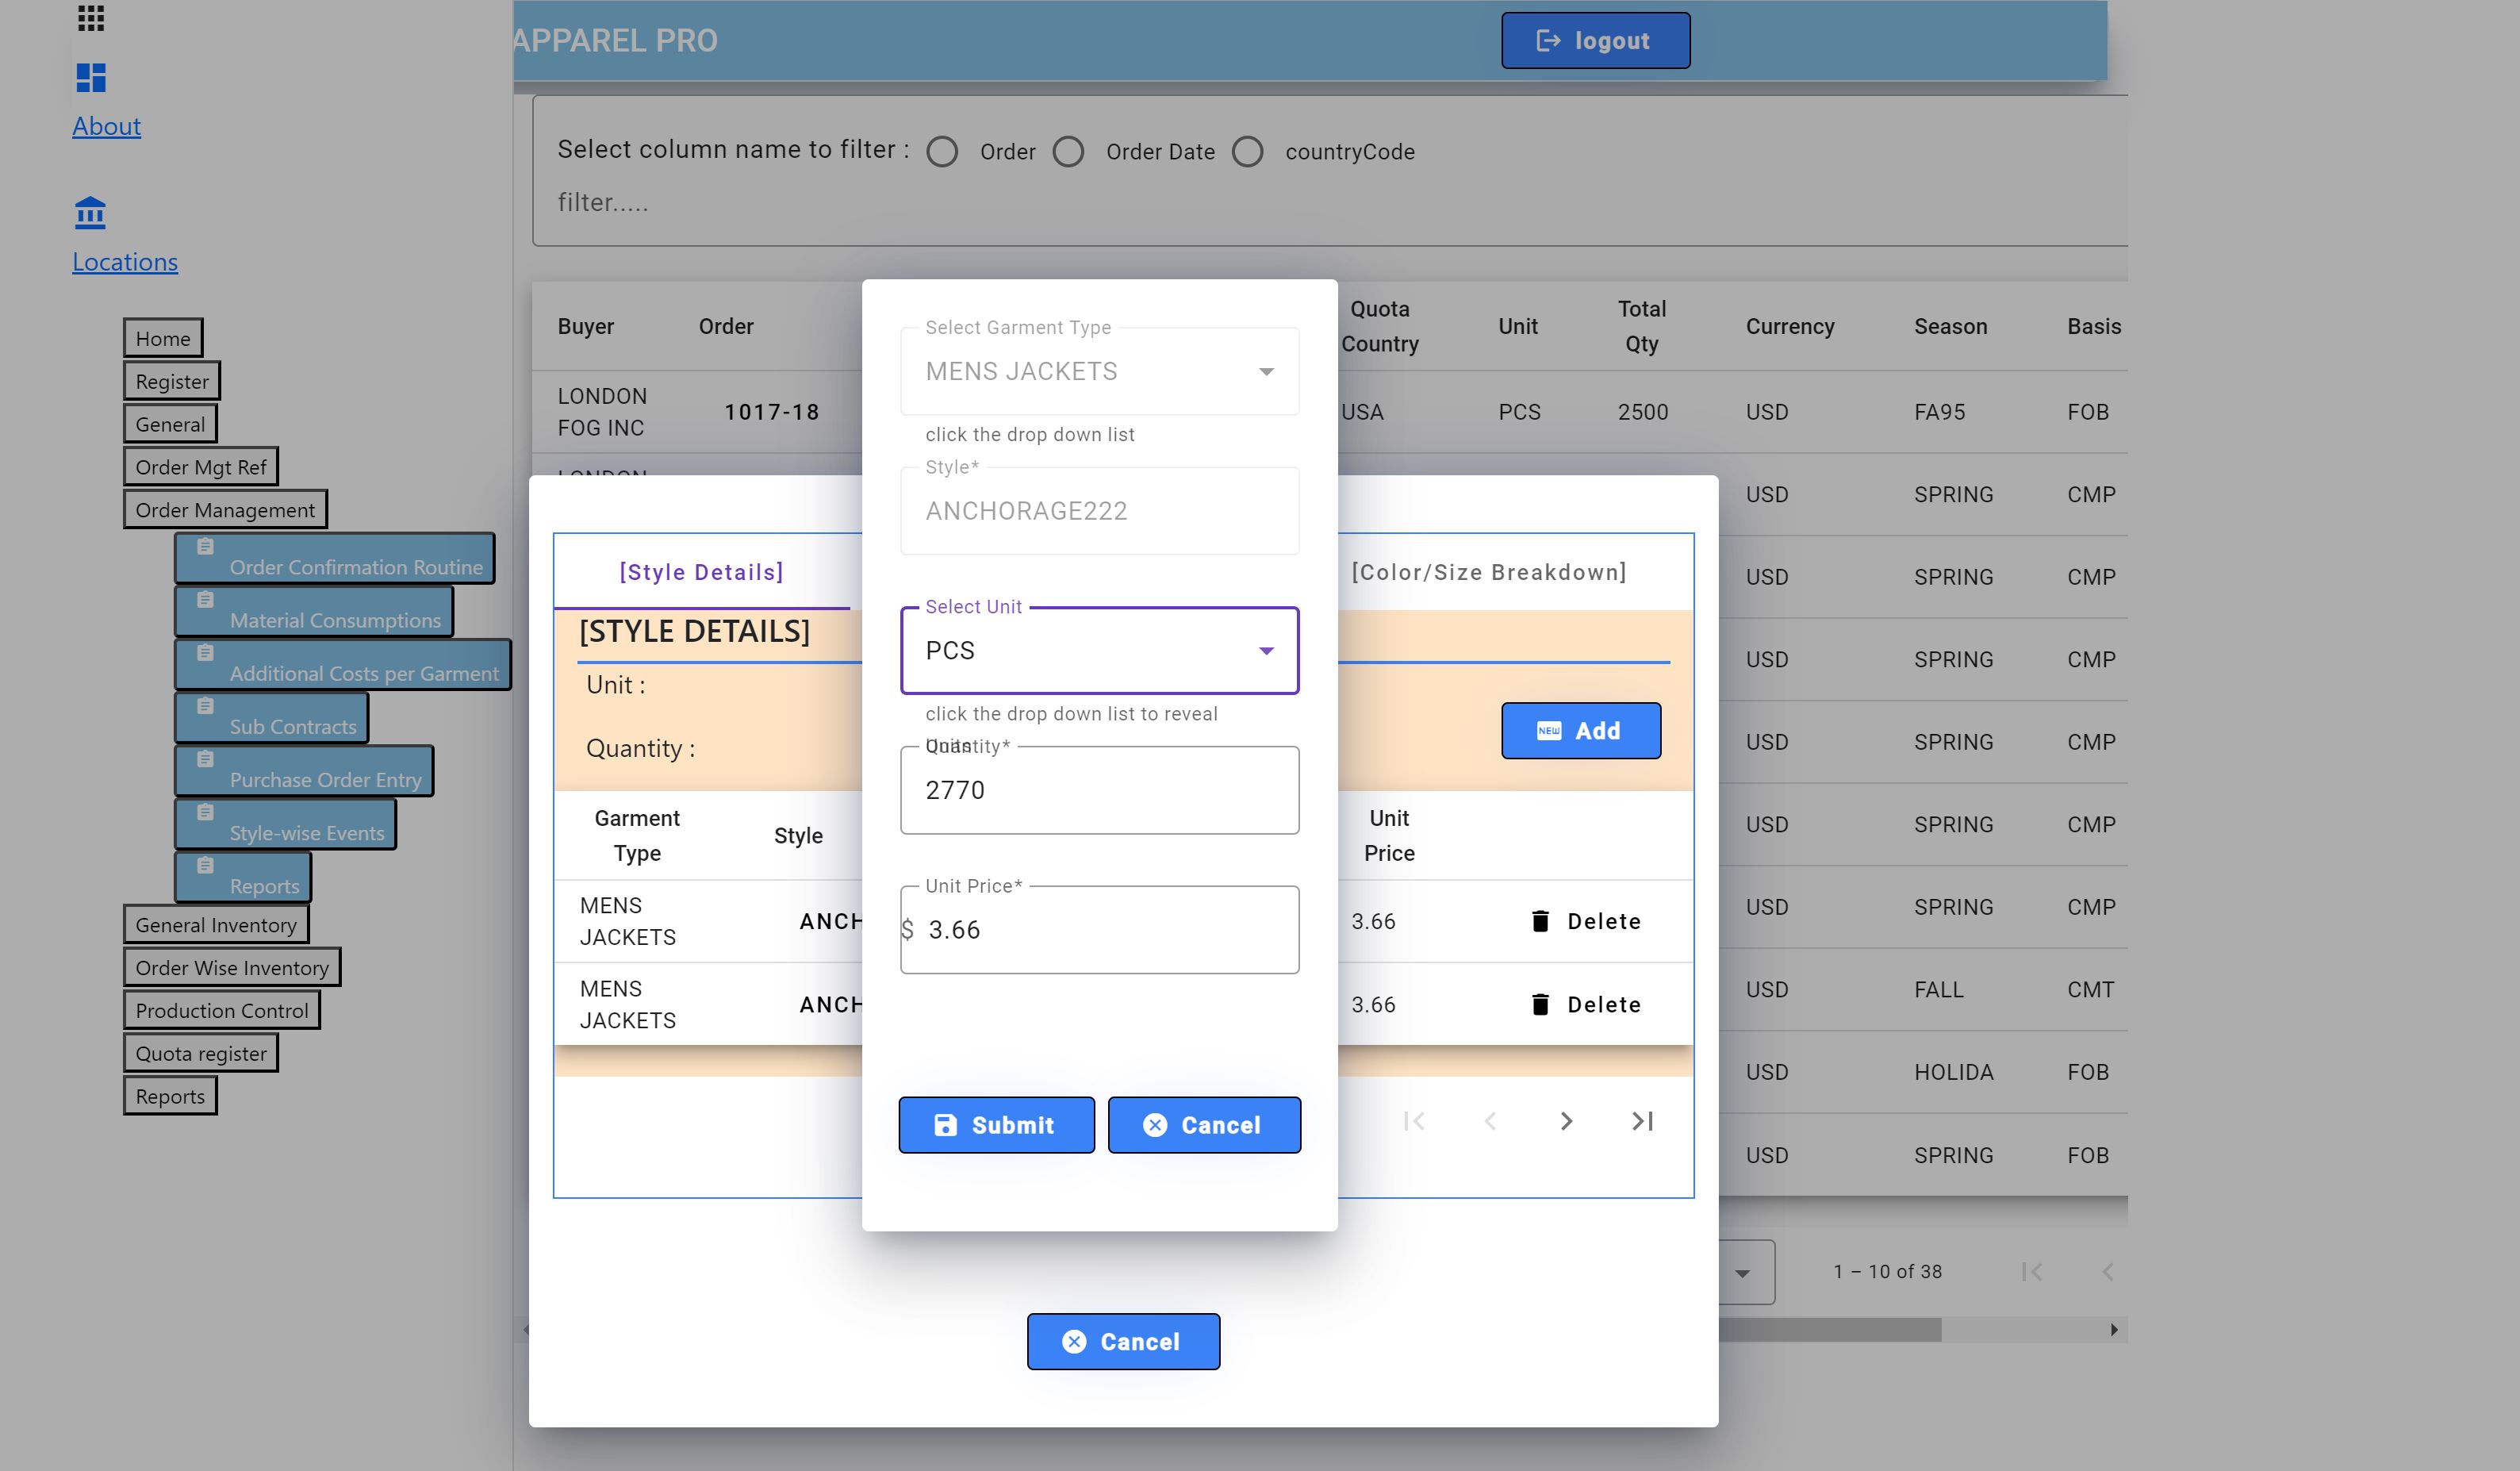 APPAREL PRO
logout
About
Locations
Home
Register
General
Order Mgt Ref
Order Management
Order Confirmation Routine
Material Consumptions
Additional Costs per Garment
Sub Contracts
Purchase Order Entry
Style-wise Events
Reports
General Inventory
Order Wise Inventory
Production Control
Quota register
Reports
Select column name to filter : Order Order Date countryCode
filter.....
Buyer Order Quota Country Unit Total Qty Currency Season Basis
LONDON FOG INC 1017-18 USA PCS 2500 USD FA95 FOB
LONDON USD SPRING CMP
USD SPRING CMP
USD SPRING CMP
USD SPRING CMP
USD SPRING CMP
USD SPRING CMP
USD FALL CMT
USD HOLIDA FOB
USD SPRING FOB
1 – 10 of 38
[Style Details] [Color/Size Breakdown]
[STYLE DETAILS]
Unit :
Quantity :
NEW Add
Garment Type Style Unit Price
MENS JACKETS ANCH 3.66 Delete
MENS JACKETS ANCH 3.66 Delete
Cancel
Select Garment Type
MENS JACKETS
click the drop down list
Style*
ANCHORAGE222
Select Unit
PCS
click the drop down list to reveal
Units
Quantity*
2770
Unit Price*
$ 3.66
Submit Cancel